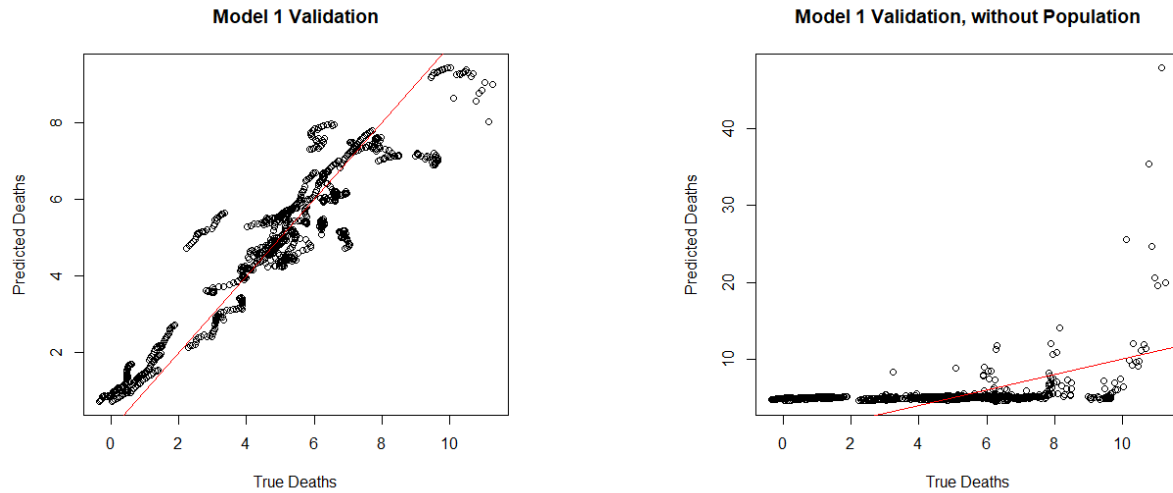 Model 1 Validation
Predicted Deaths
8
6
4
2
0 2 4 6 8 10
True Deaths
Model 1 Validation, without Population
Predicted Deaths
40
30
20
10
0 2 4 6 8 10
True Deaths